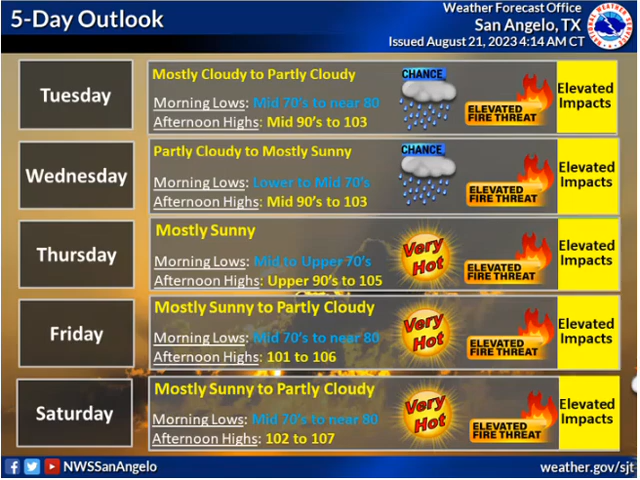 5-Day Outlook
Weather Forecast Office
San Angelo, TX
Issued August 21, 2023 4:14 AM CT
Tuesday
Mostly Cloudy to Partly Cloudy
Morning Lows: Mid 70's to near 80
Afternoon Highs: Mid 90's to 103
CHANCE
ELEVATED
FIRE THREAT
Elevated
Impacts
Wednesday
Partly Cloudy to Mostly Sunny
Morning Lows: Lower to Mid 70's
Afternoon Highs: Mid 90's to 103
CHANCE
ELEVATED
FIRE THREAT
Elevated
Impacts
Thursday
Mostly Sunny
Morning Lows: Mid to Upper 70's
Afternoon Highs: Upper 90's to 105
Very
Hot
ELEVATED
FIRE THREAT
Elevated
Impacts
Friday
Mostly Sunny to Partly Cloudy
Morning Lows: Mid 70's to near 80
Afternoon Highs: 101 to 106
Very
Hot
ELEVATED
FIRE THREAT
Elevated
Impacts
Saturday
Mostly Sunny to Partly Cloudy
Morning Lows: Mid 70's to near 80
Afternoon Highs: 102 to 107
Very
Hot
ELEVATED
FIRE THREAT
Elevated
Impacts
NWSSanAngelo
weather.gov/sjt